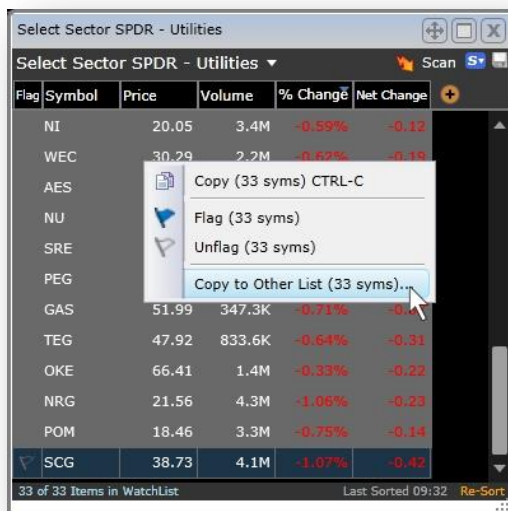 Select Sector SPDR - Utilities
Select Sector SPDR - Utilities Scan S
Flag Symbol Price Volume % Change Net Change
NI 20.05 3.4M -0.59% -0.12
WEC 30.29 2.2M -0.62% -0.19
AES
Copy (33 syms) CTRL-C
NU
Flag (33 syms)
SRE
Unflag (33 syms)
PEG
Copy to Other List (33 syms)...
GAS 51.99 347.3K -0.71%
TEG 47.92 833.6K -0.64% -0.31
OKE 66.41 1.4M -0.33% -0.22
NRG 21.56 4.3M -1.06% -0.23
POM 18.46 3.3M -0.75% -0.14
SCG 38.73 4.1M -1.07% -0.42
33 of 33 Items in WatchList Last Sorted 09:32 Re-Sort